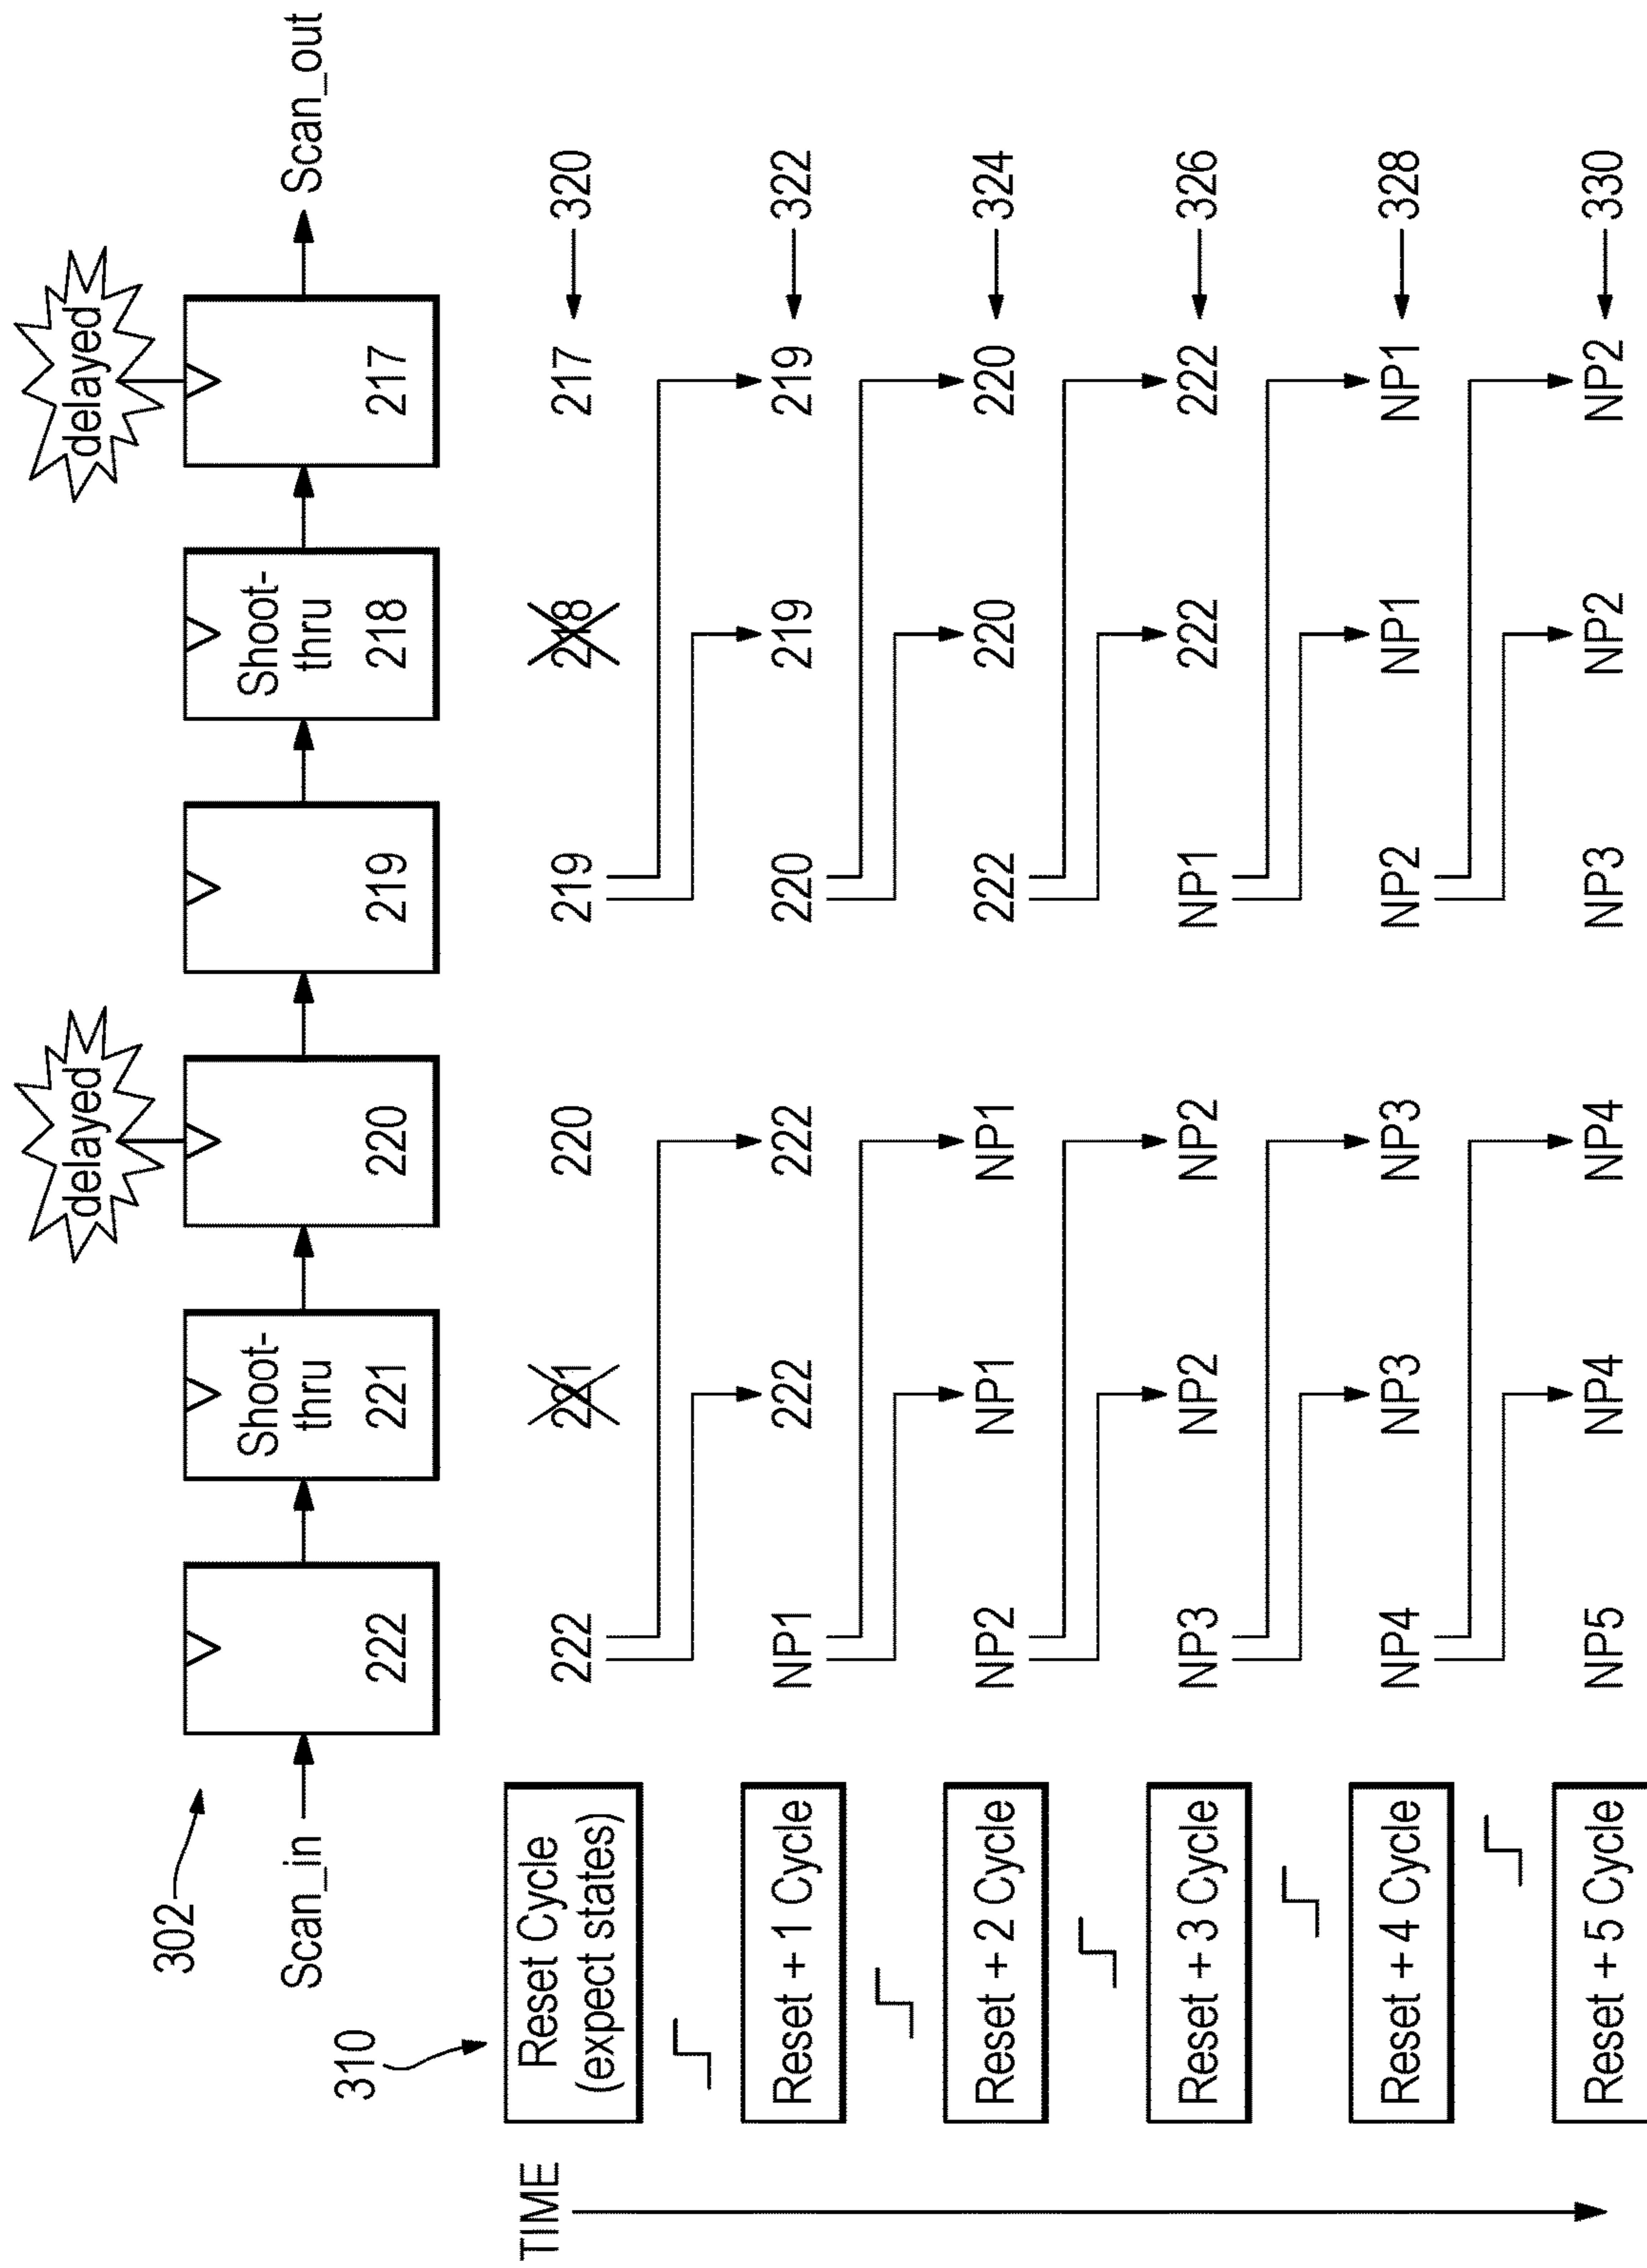 302
Scan_in
222
Shoot-
thru
221
delayed
220
219
Shoot-
thru
218
delayed
217
Scan_out
TIME
310
Reset Cycle
(expect states)
222 221 220 219 218 217 320
Reset + 1 Cycle
NP1 222 222 220 219 219 322
Reset + 2 Cycle
NP2 NP1 NP1 222 220 220 324
Reset + 3 Cycle
NP3 NP2 NP2 NP1 222 222 326
Reset + 4 Cycle
NP4 NP3 NP3 NP2 NP1 NP1 328
Reset + 5 Cycle
NP5 NP4 NP4 NP3 NP2 NP2 330